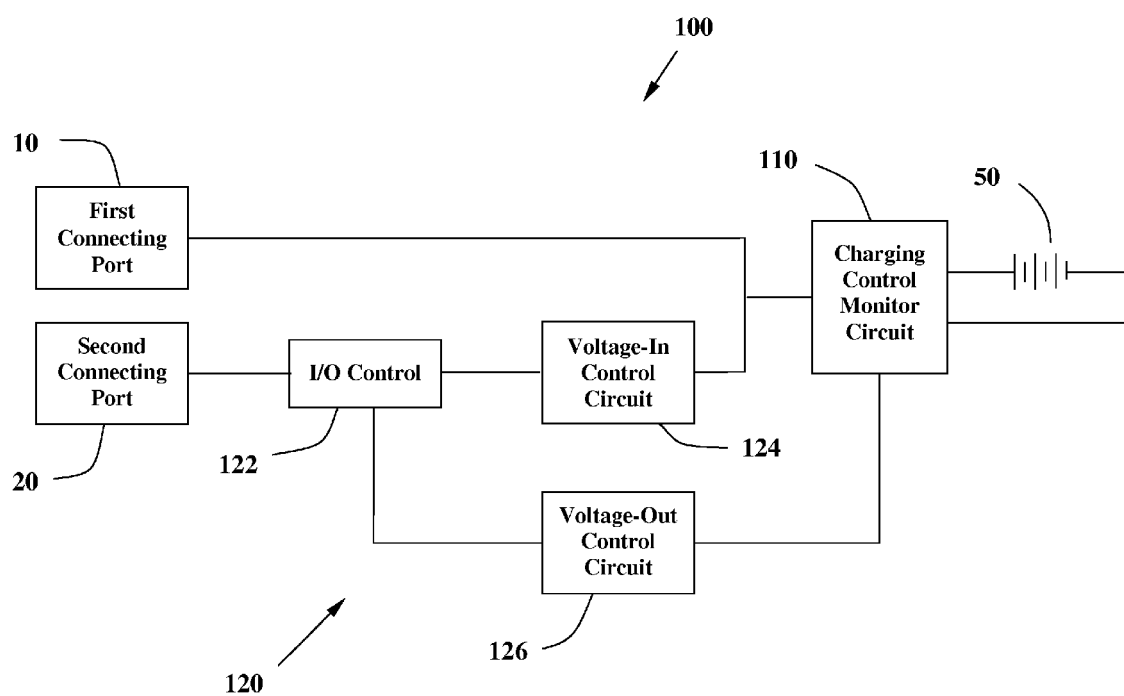 100
10
110
50
First
Connecting
Port
Charging
Control
Monitor
Circuit
Second
Connecting
Port
I/O Control
Voltage-In
Control
Circuit
20
122
124
Voltage-Out
Control
Circuit
126
120